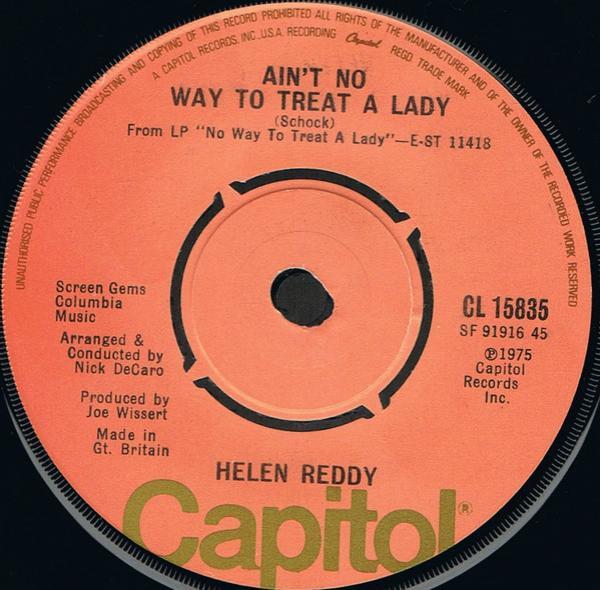 UNAUTHORISED PUBLIC PERFORMANCE BROADCASTING AND COPYING OF THIS RECORD PROHIBITED ALL RIGHTS OF THE MANUFACTURER AND OF THE OWNER OF THE RECORDED WORK RESERVED
A CAPITOL RECORDS, INC., U.S.A. RECORDING Capitol REGD TRADE MARK
AIN'T NO
WAY TO TREAT A LADY
(Schock)
From LP "No Way To Treat A Lady"—E-ST 11418
Screen Gems
Columbia
Music
Arranged &
Conducted by
Nick DeCaro
Produced by
Joe Wissert
Made in
Gt. Britain
CL 15835
SF 91916 45
℗1975
Capitol
Records
Inc.
HELEN REDDY
Capitol®